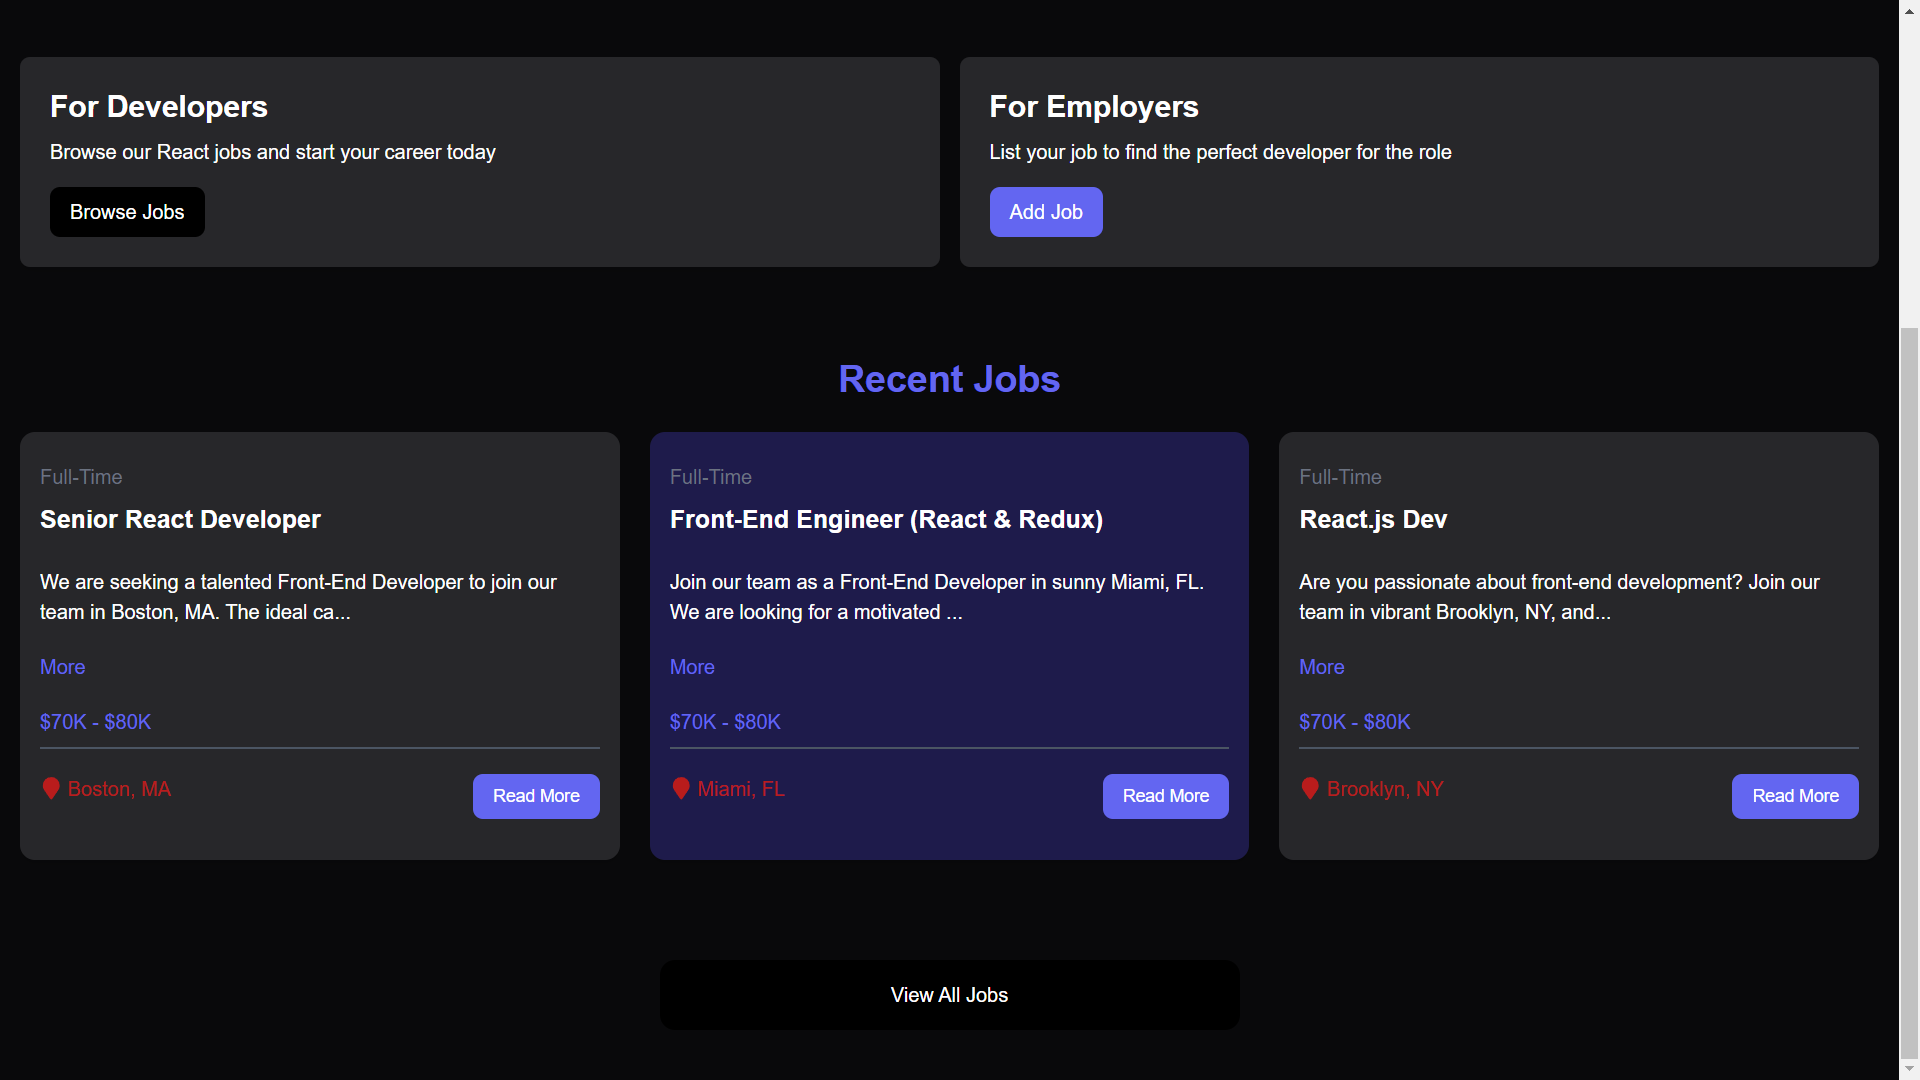 For Developers
Browse our React jobs and start your career today
Browse Jobs
For Employers
List your job to find the perfect developer for the role
Add Job
Recent Jobs
Full-Time
Senior React Developer
We are seeking a talented Front-End Developer to join our
team in Boston, MA. The ideal ca...
More
$70K - $80K
Boston, MA
Read More
Full-Time
Front-End Engineer (React & Redux)
Join our team as a Front-End Developer in sunny Miami, FL.
We are looking for a motivated ...
More
$70K - $80K
Miami, FL
Read More
Full-Time
React.js Dev
Are you passionate about front-end development? Join our
team in vibrant Brooklyn, NY, and...
More
$70K - $80K
Brooklyn, NY
Read More
View All Jobs